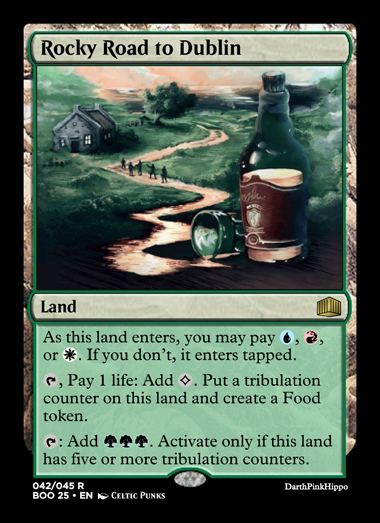 Rocky Road to Dublin
Land
As this land enters, you may pay , ,
or . If you don't, it enters tapped.
, Pay 1 life: Add . Put a tribulation
counter on this land and create a Food
token.
: Add . Activate only if this land
has five or more tribulation counters.
042/045 R
BOO 25 • EN Celtic Punks
DarthPinkHippo